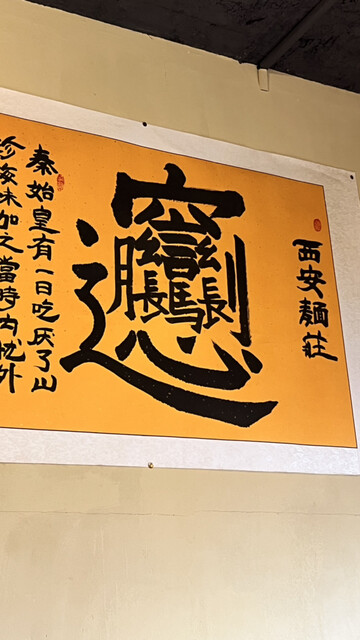 西安麵莊
𰻞
秦始皇有一日吃厌了山
珍海味加之當時内忧外